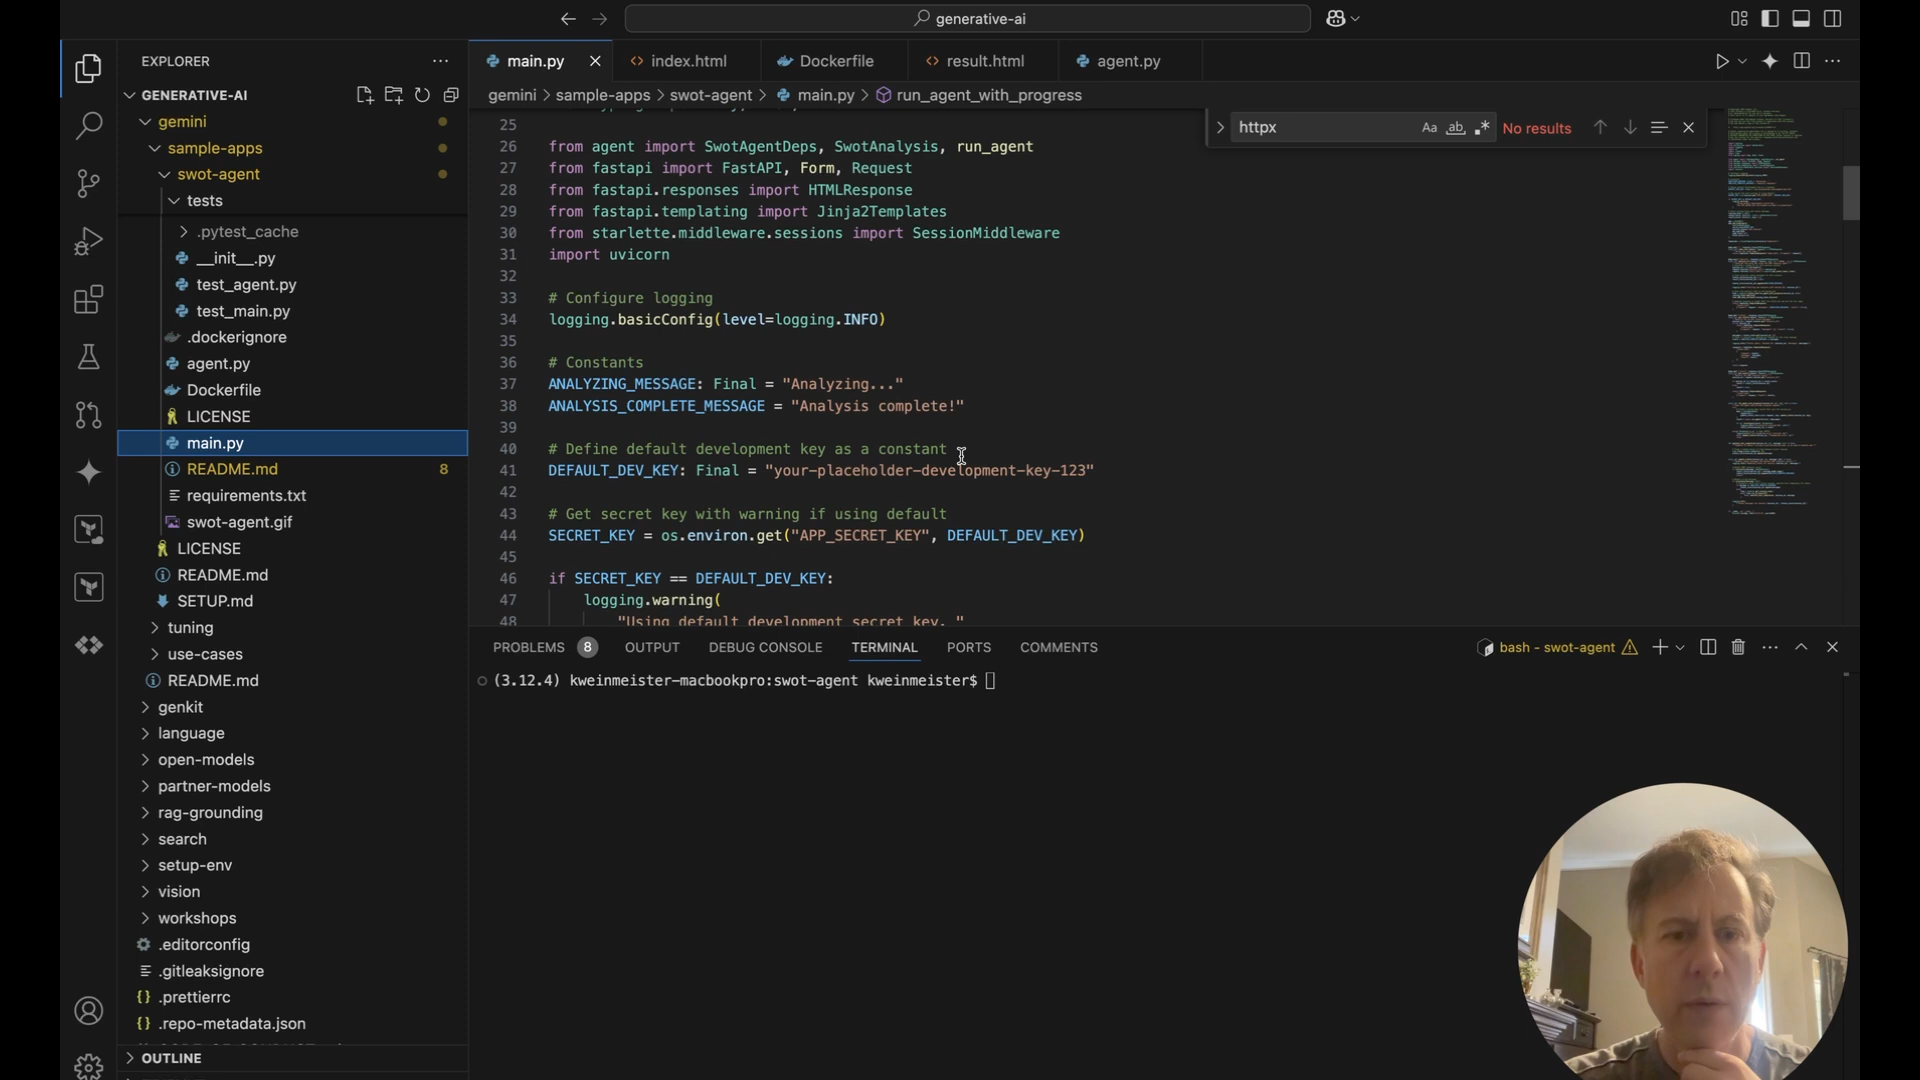 generative-ai
EXPLORER
GENERATIVE-AI
gemini
sample-apps
swot-agent
tests
.pytest_cache
__init__.py
test_agent.py
test_main.py
.dockerignore
agent.py
Dockerfile
LICENSE
main.py
README.md 8
requirements.txt
swot-agent.gif
LICENSE
README.md
SETUP.md
tuning
use-cases
README.md
genkit
language
open-models
partner-models
rag-grounding
search
setup-env
vision
workshops
.editorconfig
.gitleaksignore
.prettierrc
.repo-metadata.json
OUTLINE
main.py index.html Dockerfile result.html agent.py
gemini > sample-apps > swot-agent > main.py > run_agent_with_progress
httpx Aa ab No results
25
26 from agent import SwotAgentDeps, SwotAnalysis, run_agent
27 from fastapi import FastAPI, Form, Request
28 from fastapi.responses import HTMLResponse
29 from fastapi.templating import Jinja2Templates
30 from starlette.middleware.sessions import SessionMiddleware
31 import uvicorn
32
33 # Configure logging
34 logging.basicConfig(level=logging.INFO)
35
36 # Constants
37 ANALYZING_MESSAGE: Final = "Analyzing..."
38 ANALYSIS_COMPLETE_MESSAGE = "Analysis complete!"
39
40 # Define default development key as a constant
41 DEFAULT_DEV_KEY: Final = "your-placeholder-development-key-123"
42
43 # Get secret key with warning if using default
44 SECRET_KEY = os.environ.get("APP_SECRET_KEY", DEFAULT_DEV_KEY)
45
46 if SECRET_KEY == DEFAULT_DEV_KEY:
47 logging.warning(
48 "Using default development secret key. "
PROBLEMS 8 OUTPUT DEBUG CONSOLE TERMINAL PORTS COMMENTS
bash - swot-agent
(3.12.4) kweinmeister-macbookpro:swot-agent kweinmeister$